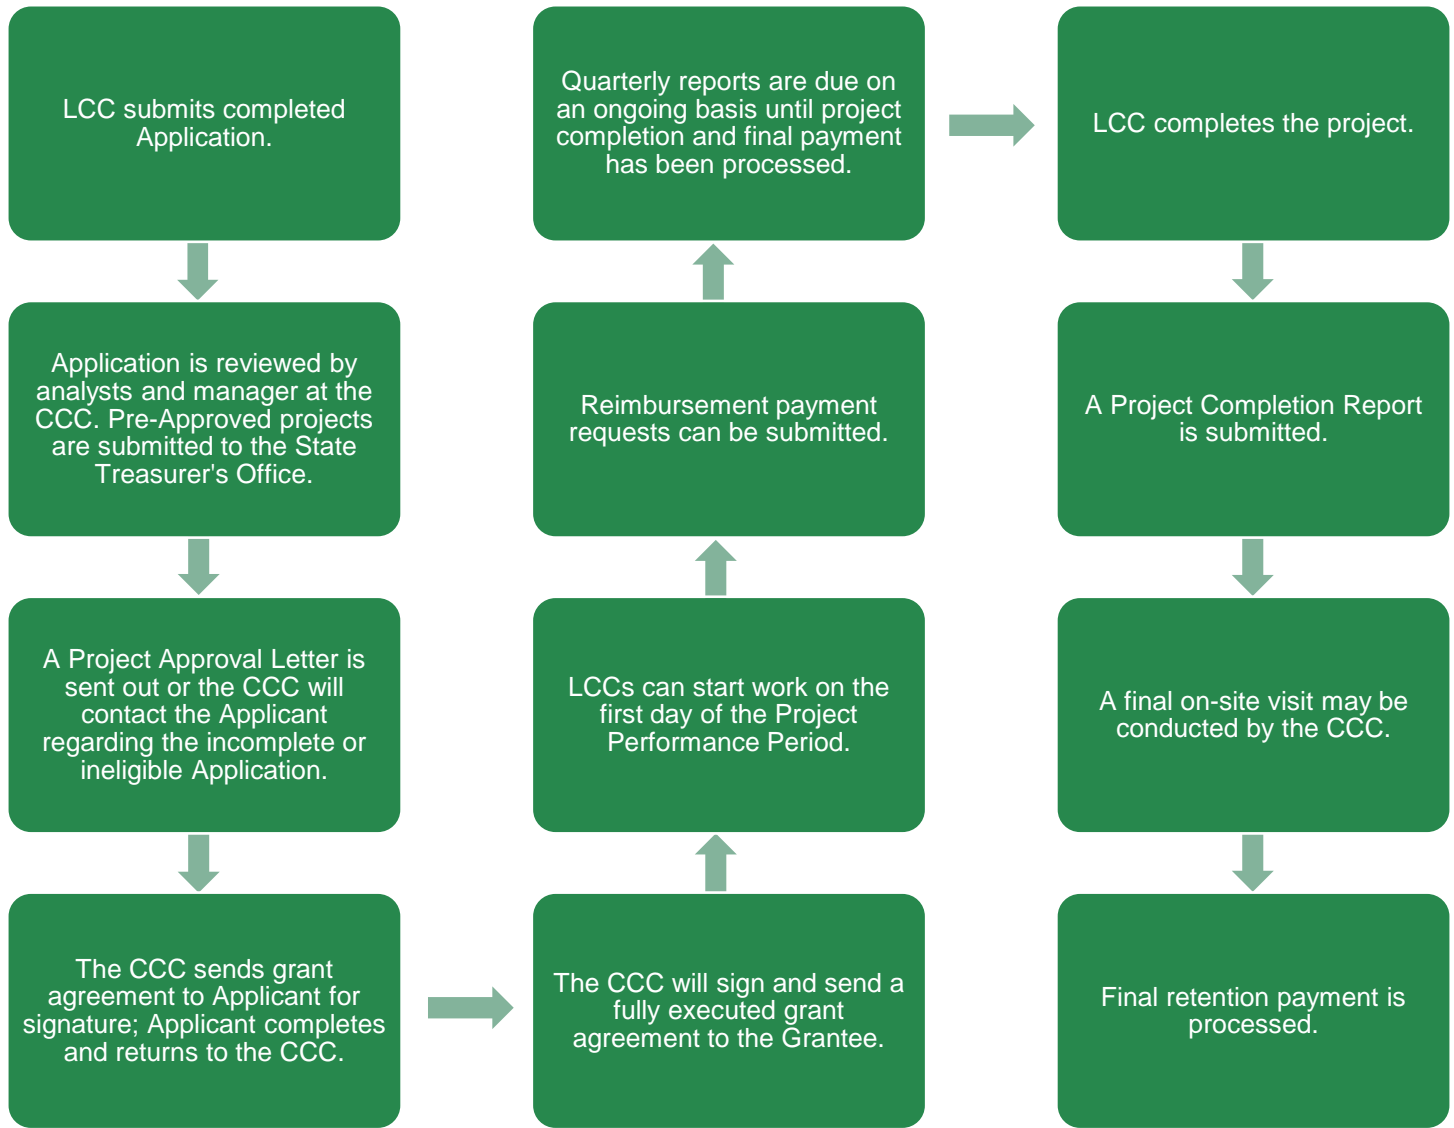 LCC submits completed
Application.
Application is reviewed by
analysts and manager at the
CCC. Pre-Approved projects
are submitted to the State
Treasurer's Office.
A Project Approval Letter is
sent out or the CCC will
contact the Applicant
regarding the incomplete or
ineligible Application.
The CCC sends grant
agreement to Applicant for
signature; Applicant completes
and returns to the CCC.
The CCC will sign and send a
fully executed grant
agreement to the Grantee.
LCCs can start work on the
first day of the Project
Performance Period.
Reimbursement payment
requests can be submitted.
Quarterly reports are due on
an ongoing basis until project
completion and final payment
has been processed.
LCC completes the project.
A Project Completion Report
is submitted.
A final on-site visit may be
conducted by the CCC.
Final retention payment is
processed.